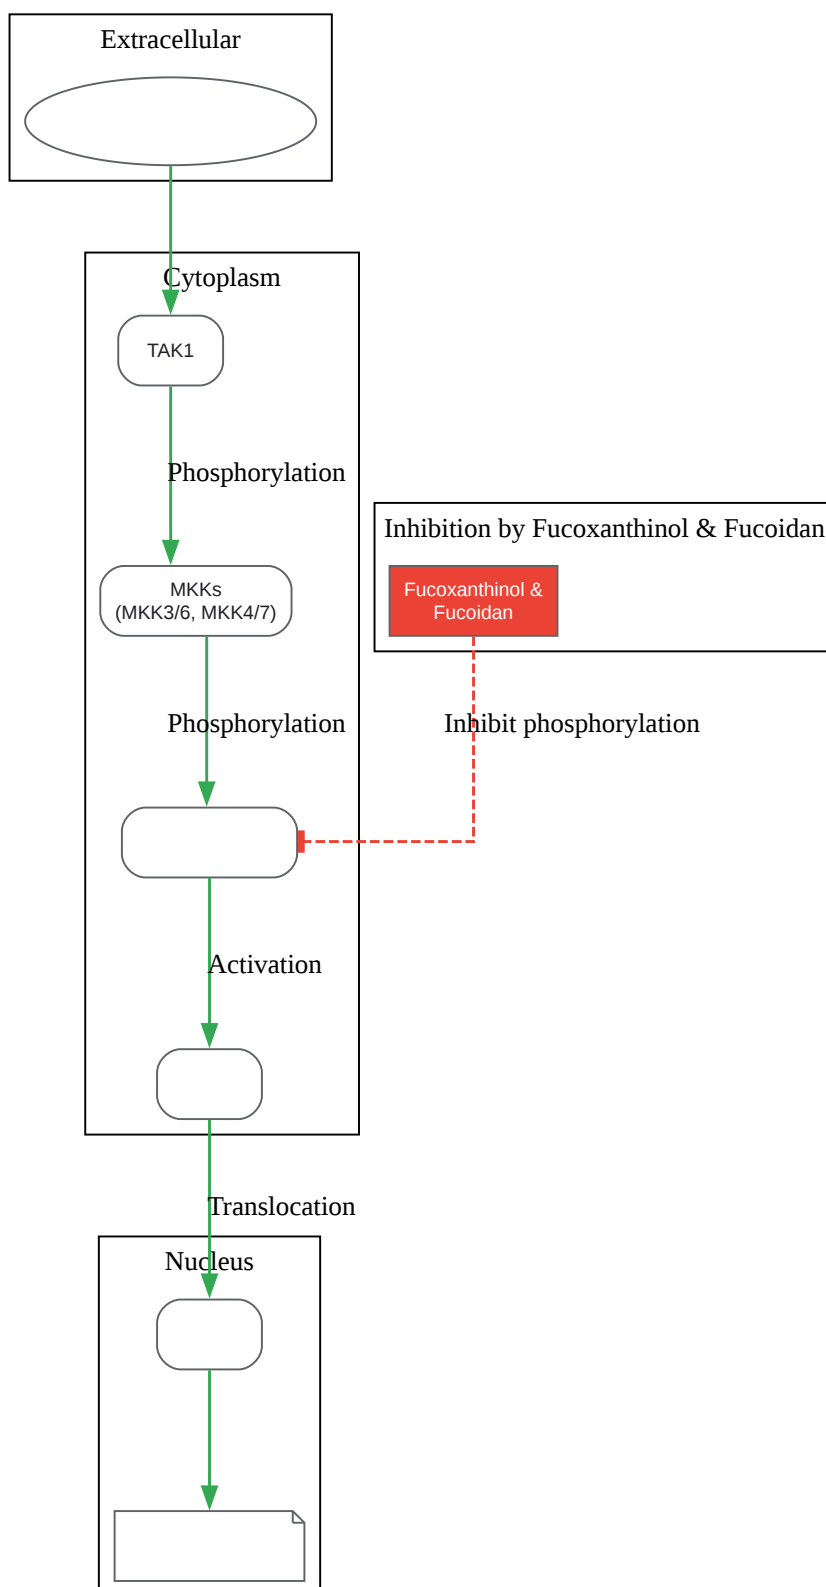 Extracellular
Cytoplasm
TAK1
Phosphorylation
Inhibition by Fucoxanthinol & Fucoidan
MKKs
(MKK3/6, MKK4/7)
Fucoxanthinol &
Fucoidan
Phosphorylation
Inhibit phosphorylation
Activation
Translocation
Nucleus